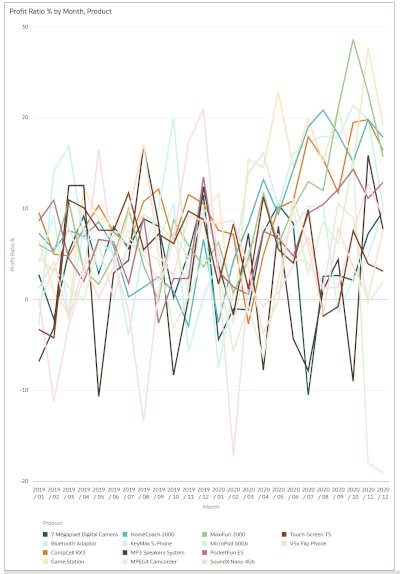 Profit Ratio % by Month, Product
30
20
10
0
-10
-20
Profit Ratio %
2019 2019 2019 2019 2019 2019 2019 2019 2019 2019 2019 2019 2020 2020 2020 2020 2020 2020 2020 2020 2020 2020 2020 2020
/ 01 / 02 / 03 / 04 / 05 / 06 / 07 / 08 / 09 / 10 / 11 / 12 / 01 / 02 / 03 / 04 / 05 / 06 / 07 / 08 / 09 / 10 / 11 / 12
Month
Product
7 Megapixel Digital Camera HomeCoach 2000 MaxiFun 2000 Touch-Screen T5
Bluetooth Adaptor KeyMax S-Phone MicroPod 60Gb V5x Flip Phone
CompCell RX3 MP3 Speakers System PocketFun ES
Game Station MPEG4 Camcorder SoundX Nano 4Gb